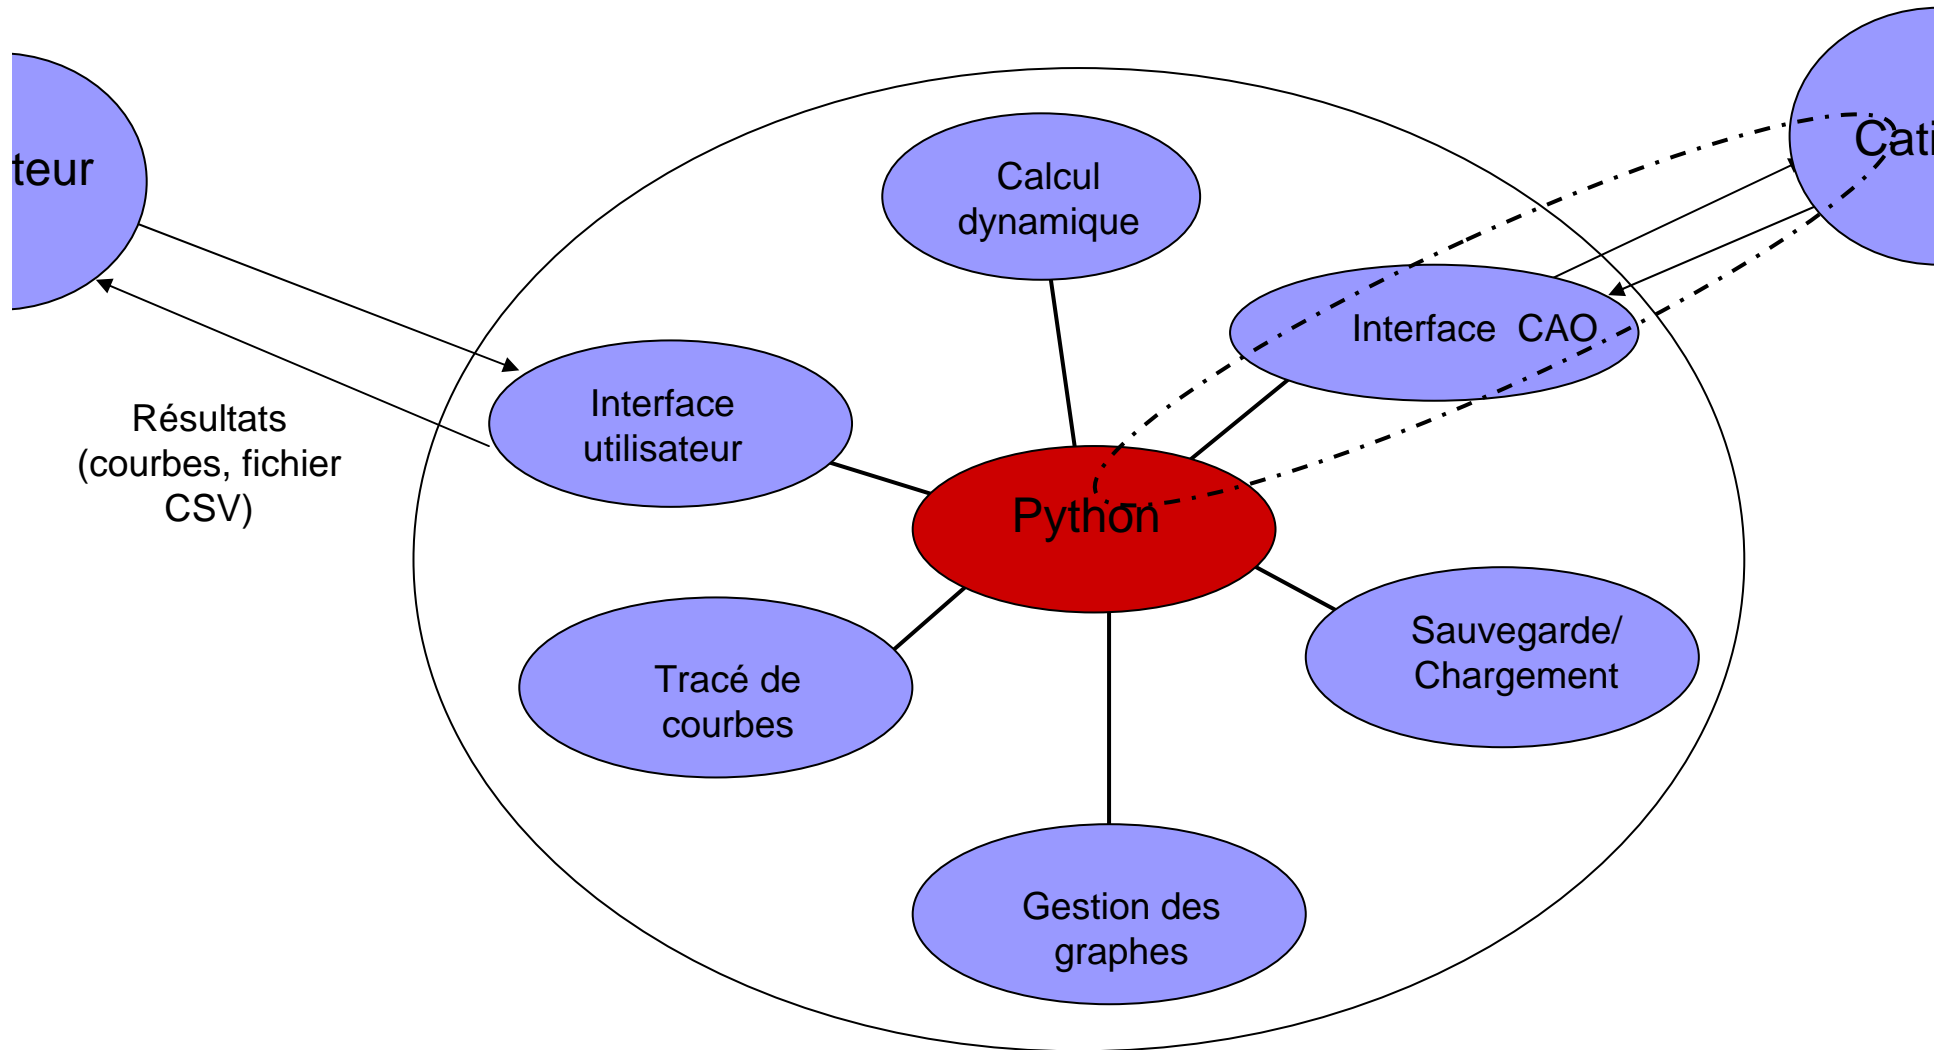 teur
Cati
Calcul
dynamique
Interface  CAO
Interface
utilisateur
Résultats
(courbes, fichier
CSV)
Python
Sauvegarde/
Chargement
Tracé de
courbes
Gestion des
graphes